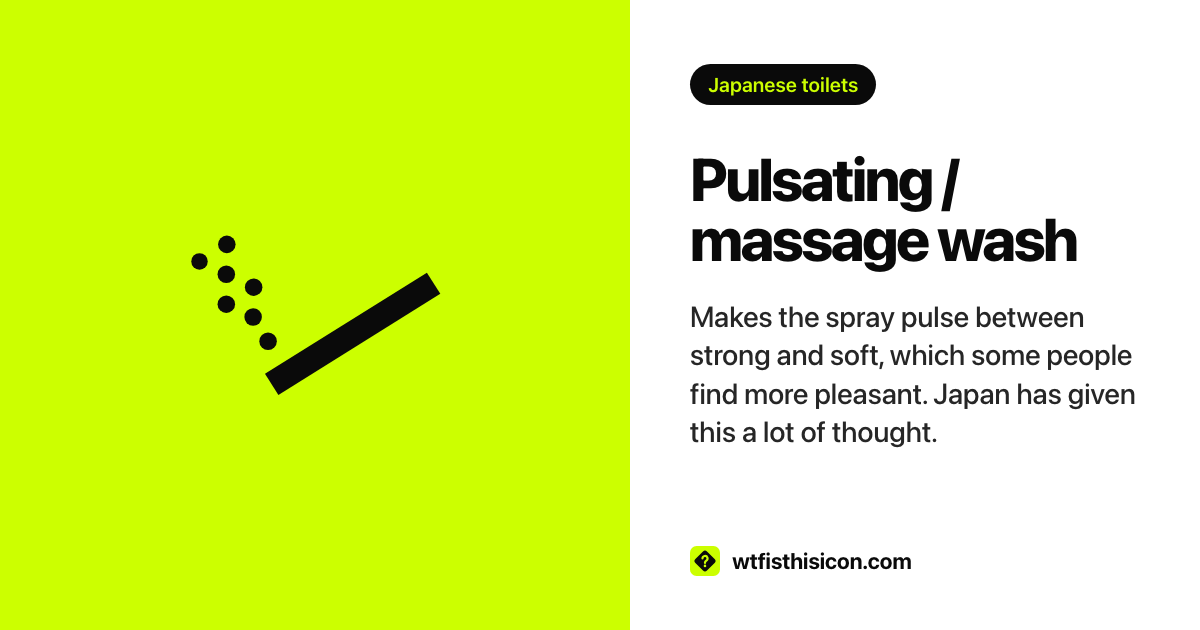 Japanese toilets
Pulsating /
massage wash
Makes the spray pulse between
strong and soft, which some people
find more pleasant. Japan has given
this a lot of thought.
?
wtfisthisicon.com